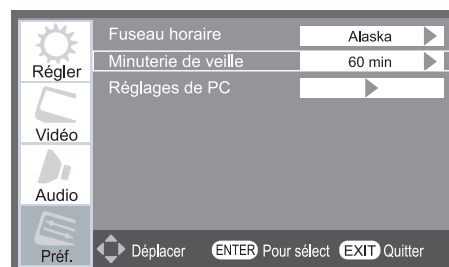 Régler
Vidéo
Audio
Préf.
Fuseau horaire Alaska
Minuterie de veille 60 min
Réglages de PC
Déplacer ENTER Pour sélect EXIT Quitter